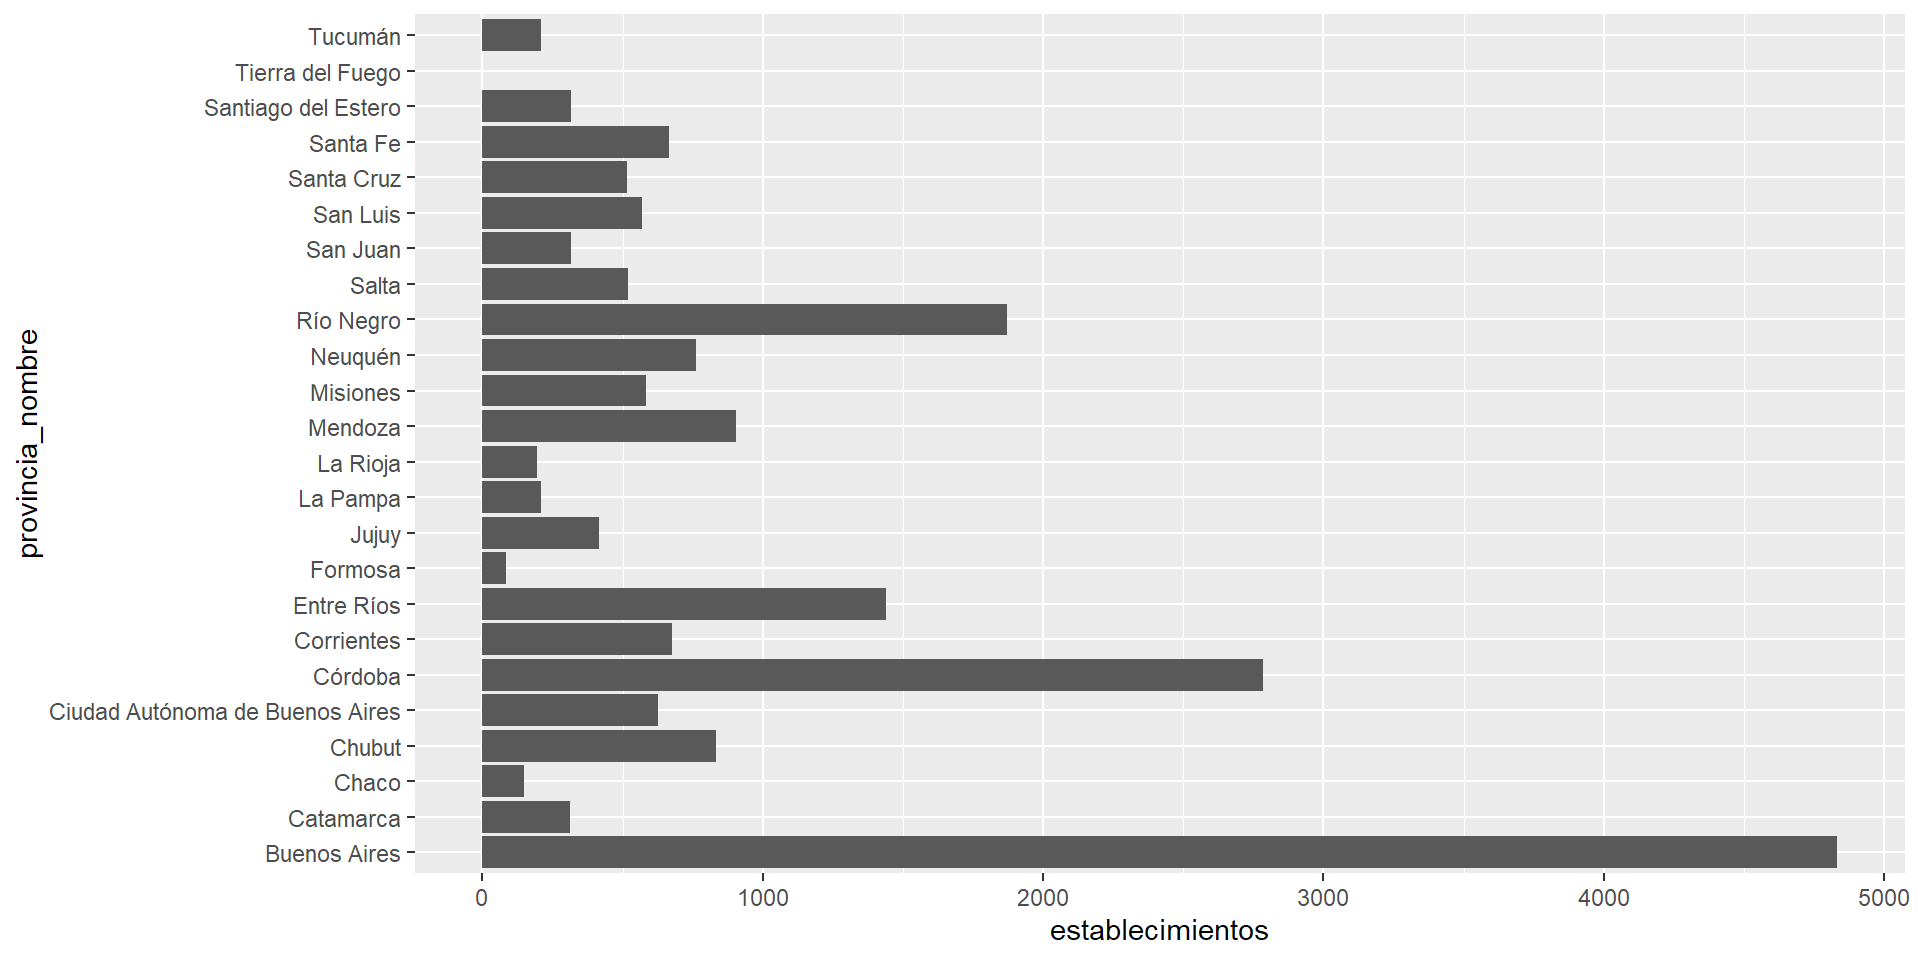 provincia_nombre
Tucumán
Tierra del Fuego
Santiago del Estero
Santa Fe
Santa Cruz
San Luis
San Juan
Salta
Río Negro
Neuquén
Misiones
Mendoza
La Rioja
La Pampa
Jujuy
Formosa
Entre Ríos
Corrientes
Córdoba
Ciudad Autónoma de Buenos Aires
Chubut
Chaco
Catamarca
Buenos Aires
0 1000 2000 3000 4000 5000
establecimientos